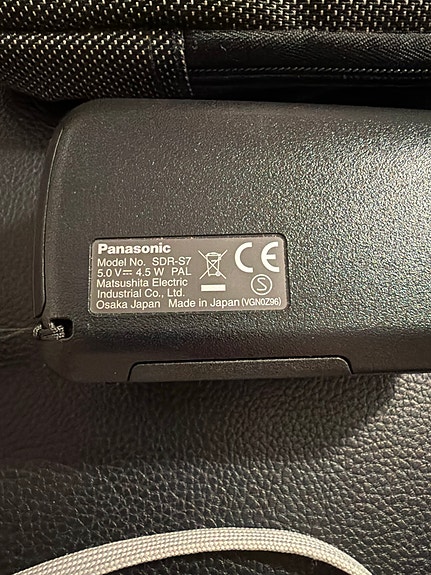 Panasonic
Model No. SDR-S7
5.0 V⎓ 4.5 W PAL
Matsushita Electric
Industrial Co., Ltd.
Osaka Japan Made in Japan (VGN0Z96)
CE
S